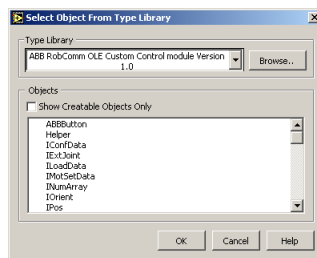 Select Object From Type Library
Type Library
ABB RobComm OLE Custom Control module Version
1.0
Browse..
Objects
Show Creatable Objects Only
ABBButton
Helper
IConfData
IExtJoint
ILoadData
IMotSetData
INumArray
IOrient
IPos
OK
Cancel
Help